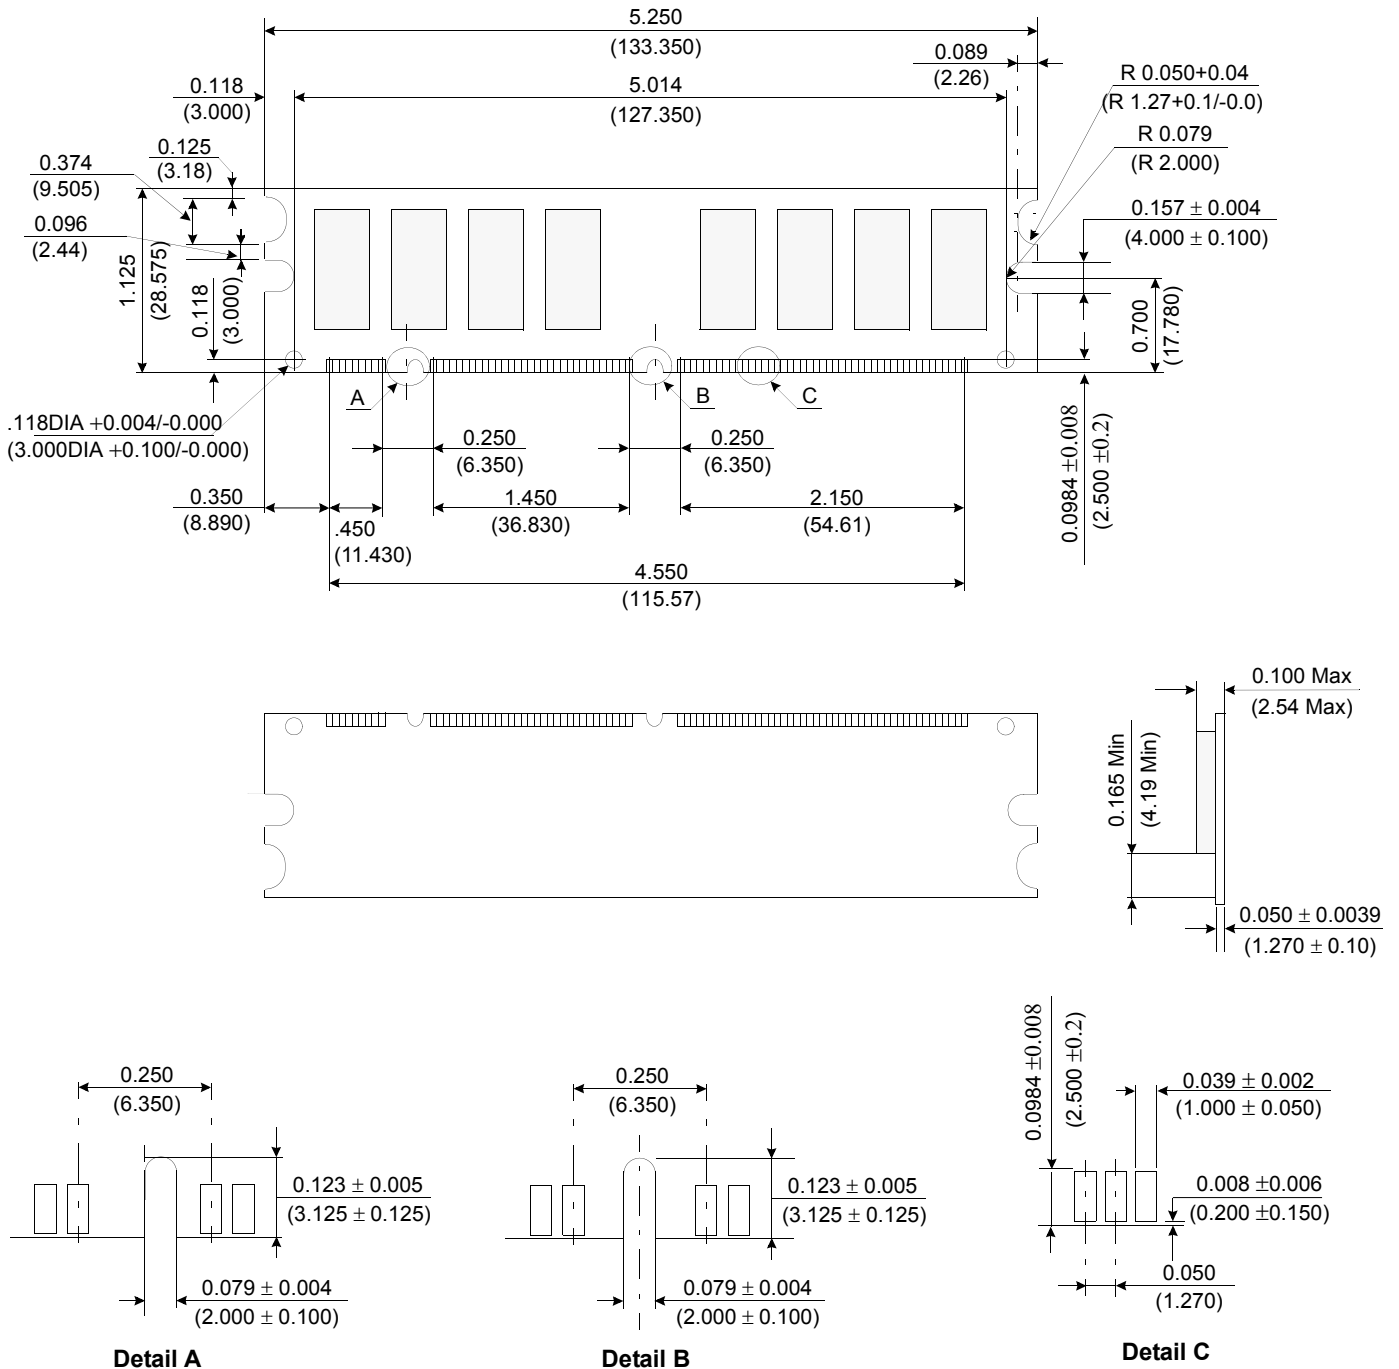 5.250
(133.350)
0.089
(2.26)
R 0.050+0.04
(R 1.27+0.1/-0.0)
0.118
(3.000)
5.014
(127.350)
R 0.079
(R 2.000)
0.125
(3.18)
0.374
(9.505)
0.096
(2.44)
0.157 ± 0.004
(4.000 ± 0.100)
1.125
(28.575)
0.118
(3.000)
0.700
(17.780)
A
B
C
.118DIA +0.004/-0.000
(3.000DIA +0.100/-0.000)
0.250
(6.350)
0.250
(6.350)
0.0984 ±0.008
(2.500 ±0.2)
0.350
(8.890)
.450
(11.430)
1.450
(36.830)
2.150
(54.61)
4.550
(115.57)
0.100 Max
(2.54 Max)
0.165 Min
(4.19 Min)
0.050 ± 0.0039
(1.270 ± 0.10)
0.250
(6.350)
0.123 ± 0.005
(3.125 ± 0.125)
0.079 ± 0.004
(2.000 ± 0.100)
Detail A
0.250
(6.350)
0.123 ± 0.005
(3.125 ± 0.125)
0.079 ± 0.004
(2.000 ± 0.100)
Detail B
0.0984 ±0.008
(2.500 ±0.2)
0.039 ± 0.002
(1.000 ± 0.050)
0.008 ±0.006
(0.200 ±0.150)
0.050
(1.270)
Detail C